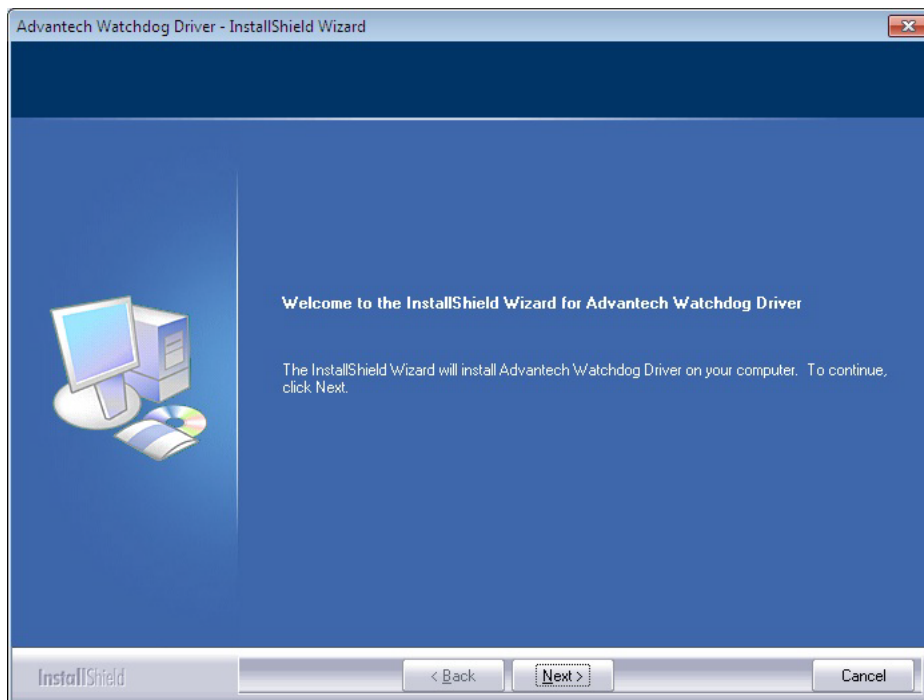 Advantech Watchdog Driver - InstallShield Wizard
Welcome to the InstallShield Wizard for Advantech Watchdog Driver
The InstallShield Wizard will install Advantech Watchdog Driver on your computer. To continue,
click Next.
InstallShield
< Back
Next >
Cancel